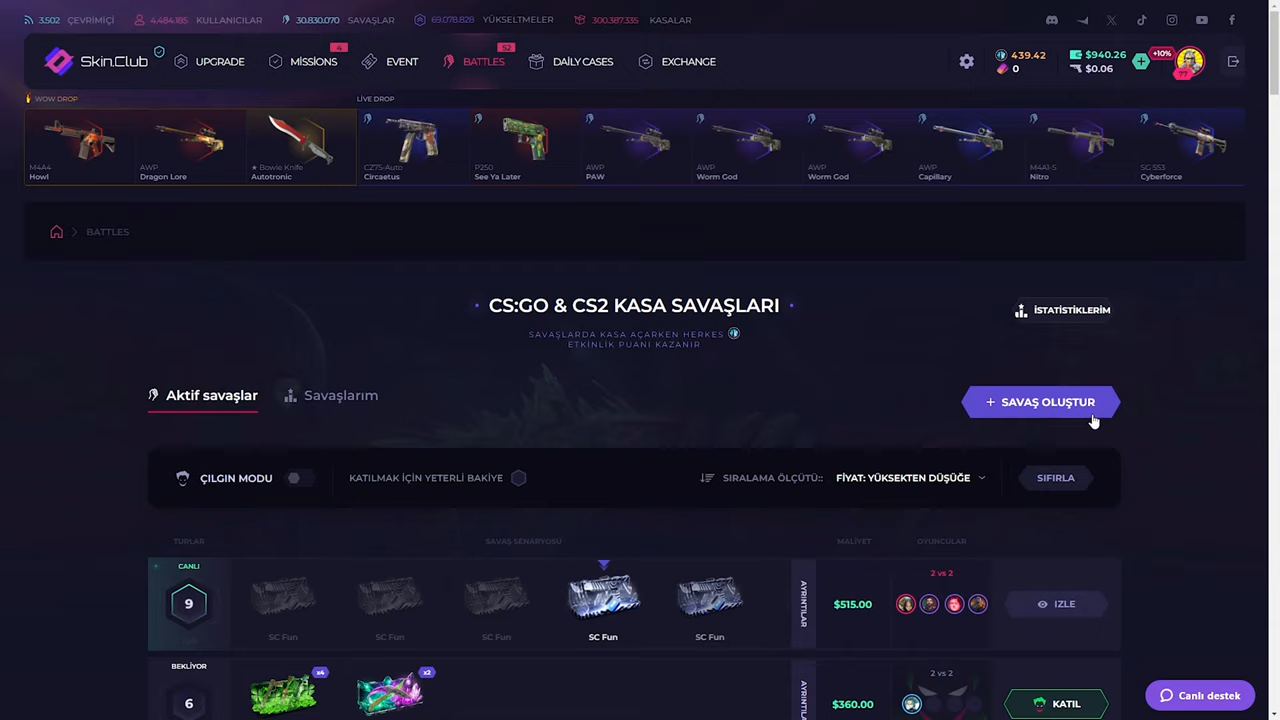 3.502 ÇEVRİMİÇİ
4.484.185 KULLANICILAR
30.830.070 SAVAŞLAR
69.078.828 YÜKSELTMELER
300.387.335 KASALAR
Skin.Club
UPGRADE
4
MISSIONS
EVENT
52
BATTLES
DAILY CASES
EXCHANGE
439.42
0
$940.26
$0.06
+10%
77
WOW DROP
LIVE DROP
M4A4
Howl
AWP
Dragon Lore
★ Bowie Knife
Autotronic
CZ75-Auto
Circaetus
P250
See Ya Later
AWP
PAW
AWP
Worm God
AWP
Worm God
AWP
Capillary
M4A1-S
Nitro
SG 553
Cyberforce
BATTLES
CS:GO & CS2 KASA SAVAŞLARI
SAVAŞLARDA KASA AÇARKEN HERKES
ETKİNLİK PUANI KAZANIR
İSTATİSTİKLERİM
Aktif savaşlar
Savaşlarım
+ SAVAŞ OLUŞTUR
ÇILGIN MODU
KATILMAK İÇİN YETERLİ BAKİYE
SIRALAMA ÖLÇÜTÜ::
FİYAT: YÜKSEKTEN DÜŞÜĞE
SIFIRLA
TURLAR
SAVAŞ SENARYOSU
MALİYET
OYUNCULAR
CANLI
9
SC Fun
SC Fun
SC Fun
SC Fun
SC Fun
AYRINTILAR
$515.00
2 vs 2
IZLE
BEKLİYOR
6
x4
x2
AYRINTILA
$360.00
2 vs 2
KATIL
Canlı destek